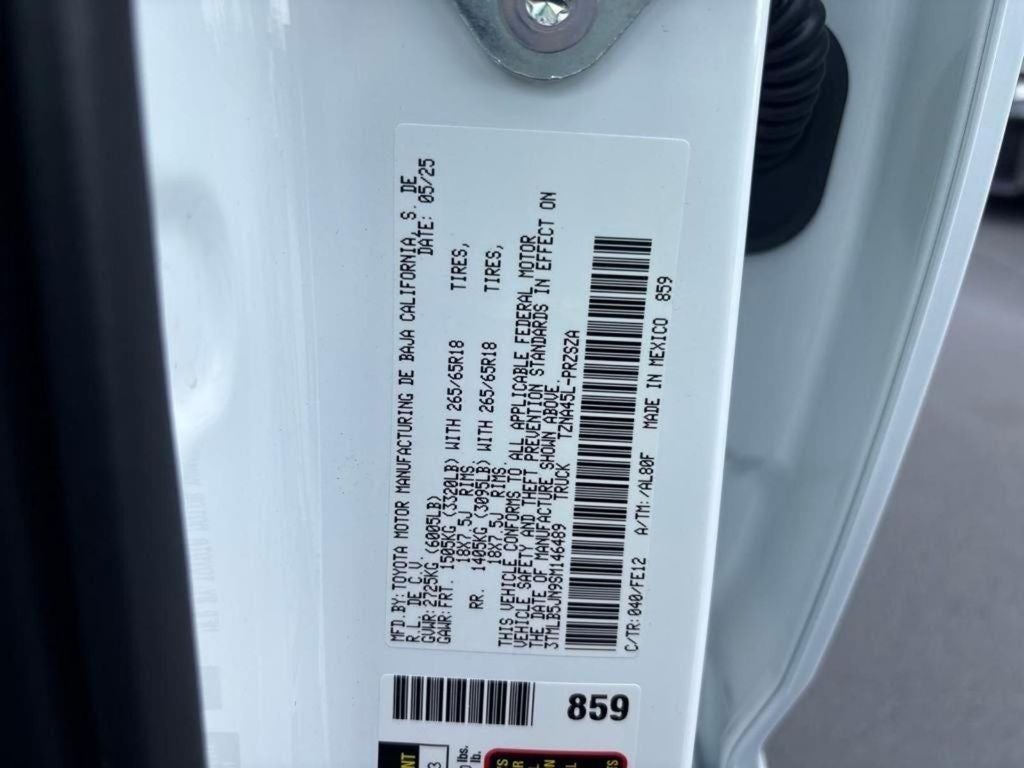 MFD.BY:TOYOTA MOTOR MANUFACTURING DE BAJA CALIFORNIA, S. DE
R. L. DE C.V. DATE: 05/25
GVWR:2725KG (6005LB)
GAWR:FRT. 1505KG (3320LB) WITH 265/65R18 TIRES,
18X7.5J RIMS
RR. 1405KG (3095LB) WITH 265/65R18 TIRES,
18X7.5J RIMS
THIS VEHICLE CONFORMS TO ALL APPLICABLE FEDERAL MOTOR
VEHICLE SAFETY AND THEFT PREVENTION STANDARDS IN EFFECT ON
THE DATE OF MANUFACTURE SHOWN ABOVE.
3TMLB5JN9SM146489 TRUCK TZNA45L-PRZSZA
C/TR:040/FE12 A/TM:/AL80F MADE IN MEXICO 859
859
lbs.
lb.